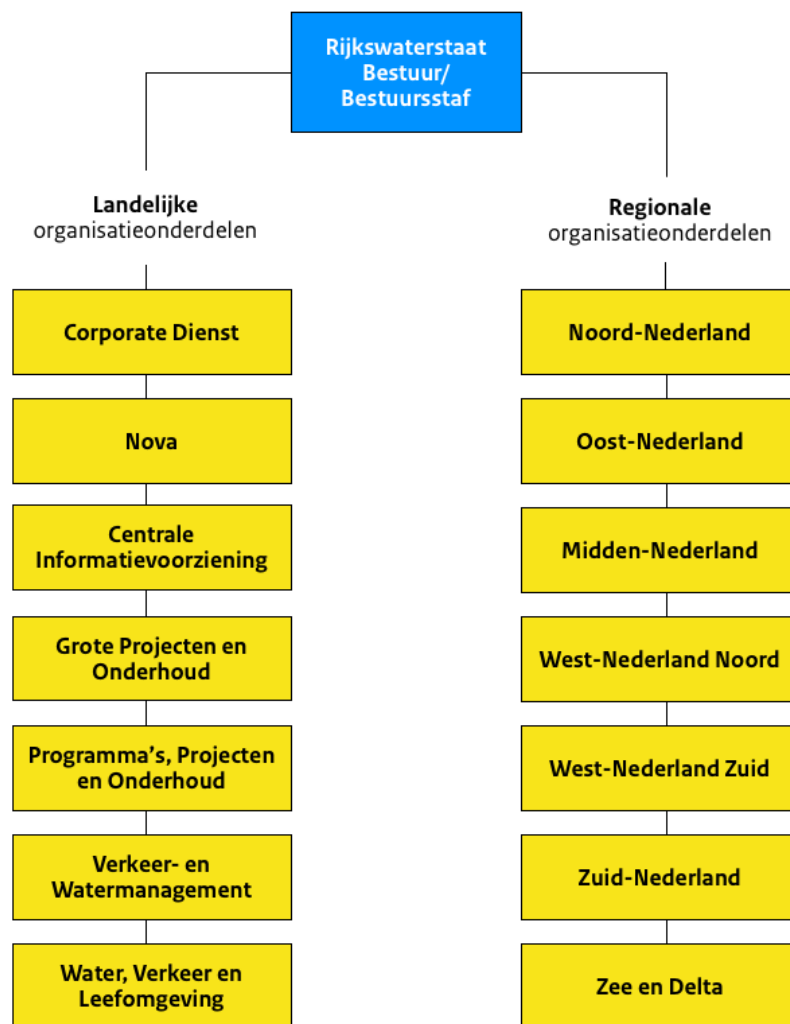 Rijkswaterstaat
Bestuur/
Bestuursstaf
Landelijke
organisatieonderdelen
Corporate Dienst
Nova
Centrale
Informatievoorziening
Grote Projecten en
Onderhoud
Programma's, Projecten
en Onderhoud
Verkeer- en
Watermanagement
Water, Verkeer en
Leefomgeving
Regionale
organisatieonderdelen
Noord-Nederland
Oost-Nederland
Midden-Nederland
West-Nederland Noord
West-Nederland Zuid
Zuid-Nederland
Zee en Delta